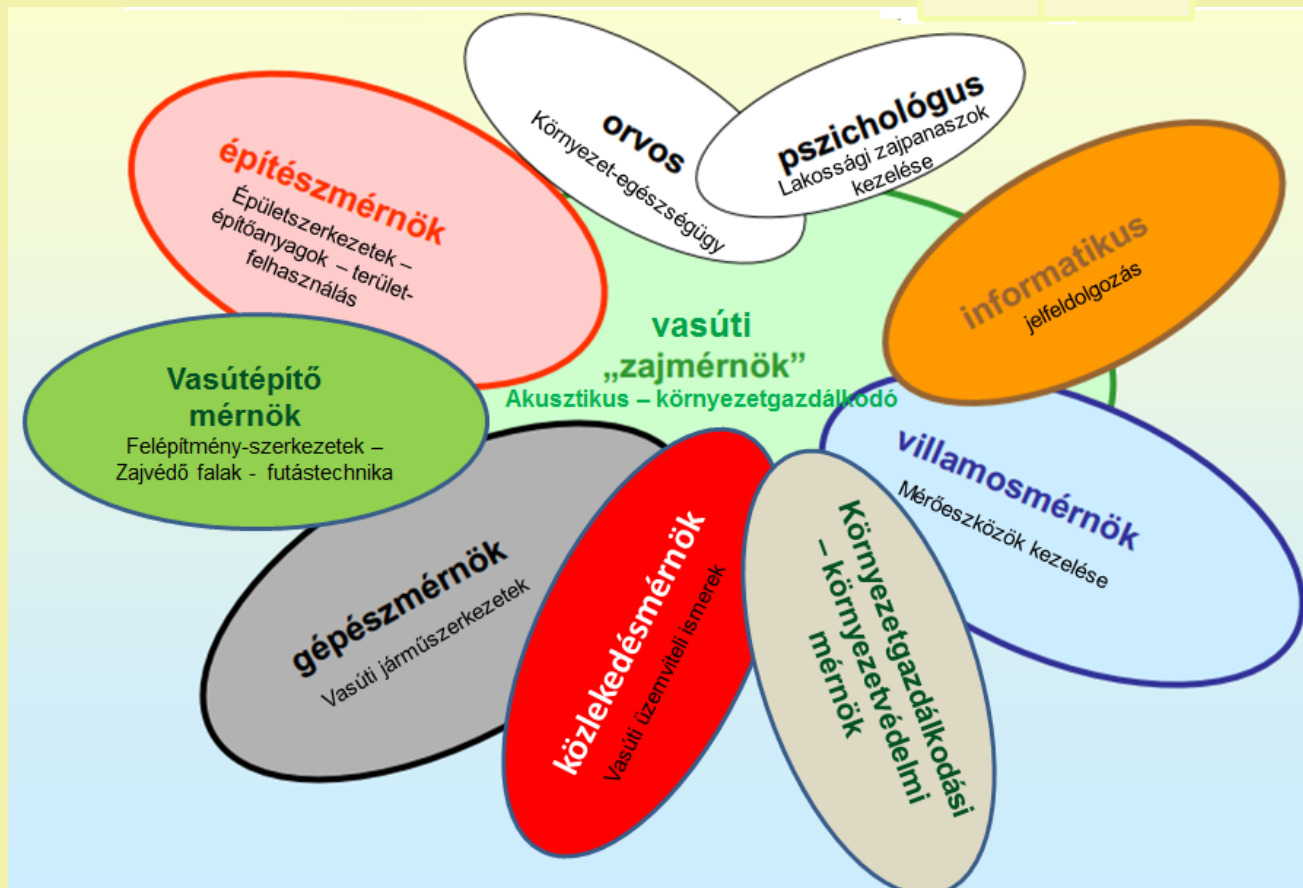 orvos
Környezet-egészségügy
pszichológus
Lakossági zajpanaszok
kezelése
építészmérnök
Épületszerkezetek –
építőanyagok – terület-
felhasználás
informatikus
jelfeldolgozás
vasúti
„zajmérnök”
Akusztikus – környezetgazdálkodó
Vasútépítő
mérnök
Felépítmény-szerkezetek –
Zajvédő falak - futástechnika
villamosmérnök
Mérőeszközök kezelése
gépészmérnök
Vasúti járműszerkezetek
közlekedésmérnök
Vasúti üzemviteli ismerek
Környezetgazdálkodási
– környezetvédelmi
mérnök